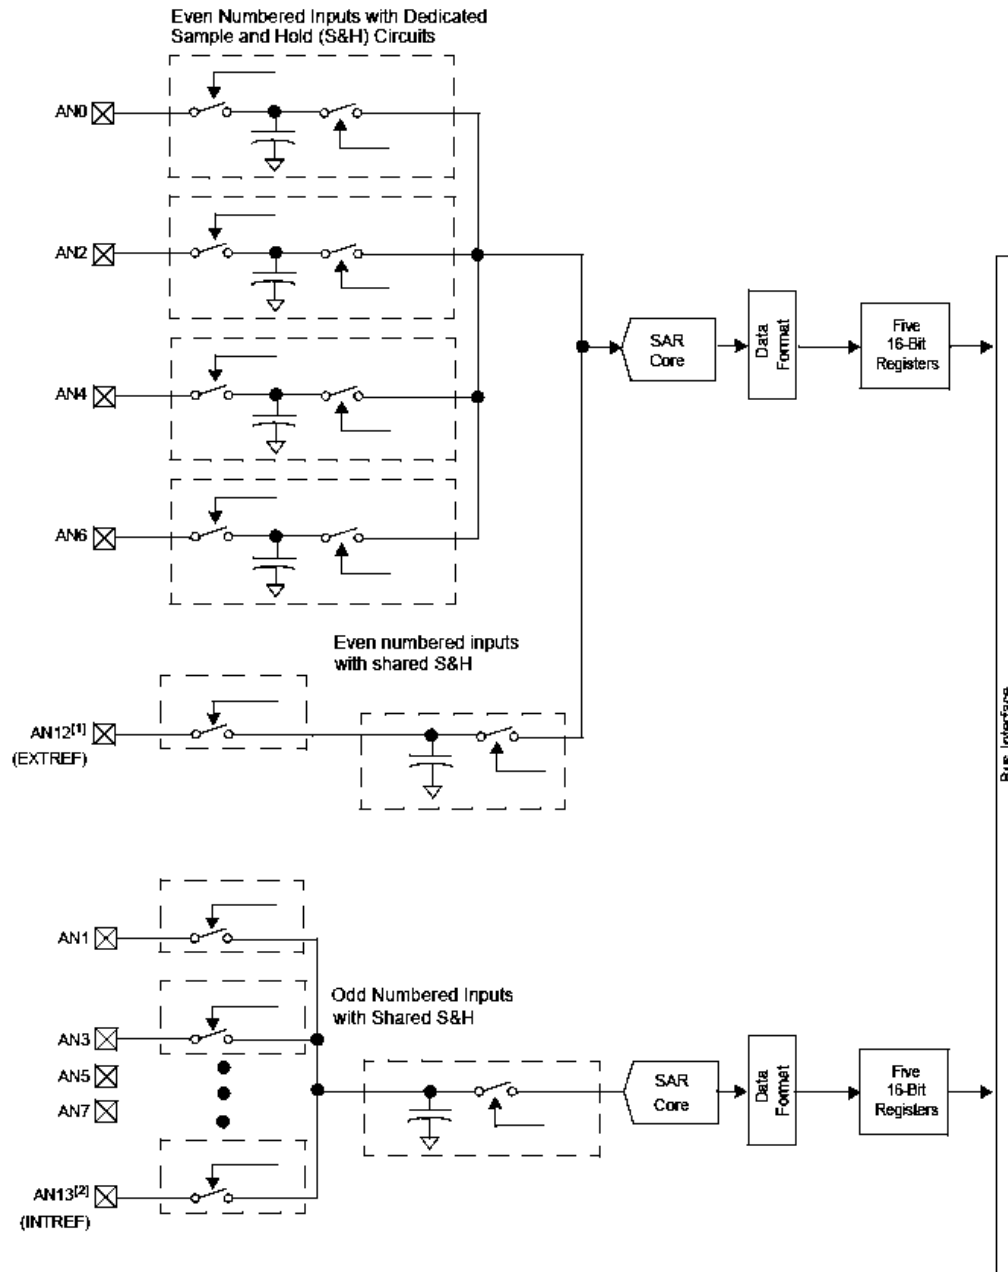 Even Numbered Inputs with Dedicated
Sample and Hold (S&H) Circuits
AN0
AN2
AN4
AN6
SAR
Core
Data
Format
Five
16-Bit
Registers
Even numbered inputs
with shared S&H
AN12[1]
(EXTREF)
Bus Interface
AN1
AN3
AN5
AN7
AN13[2]
(INTREF)
Odd Numbered Inputs
with Shared S&H
SAR
Core
Data
Format
Five
16-Bit
Registers